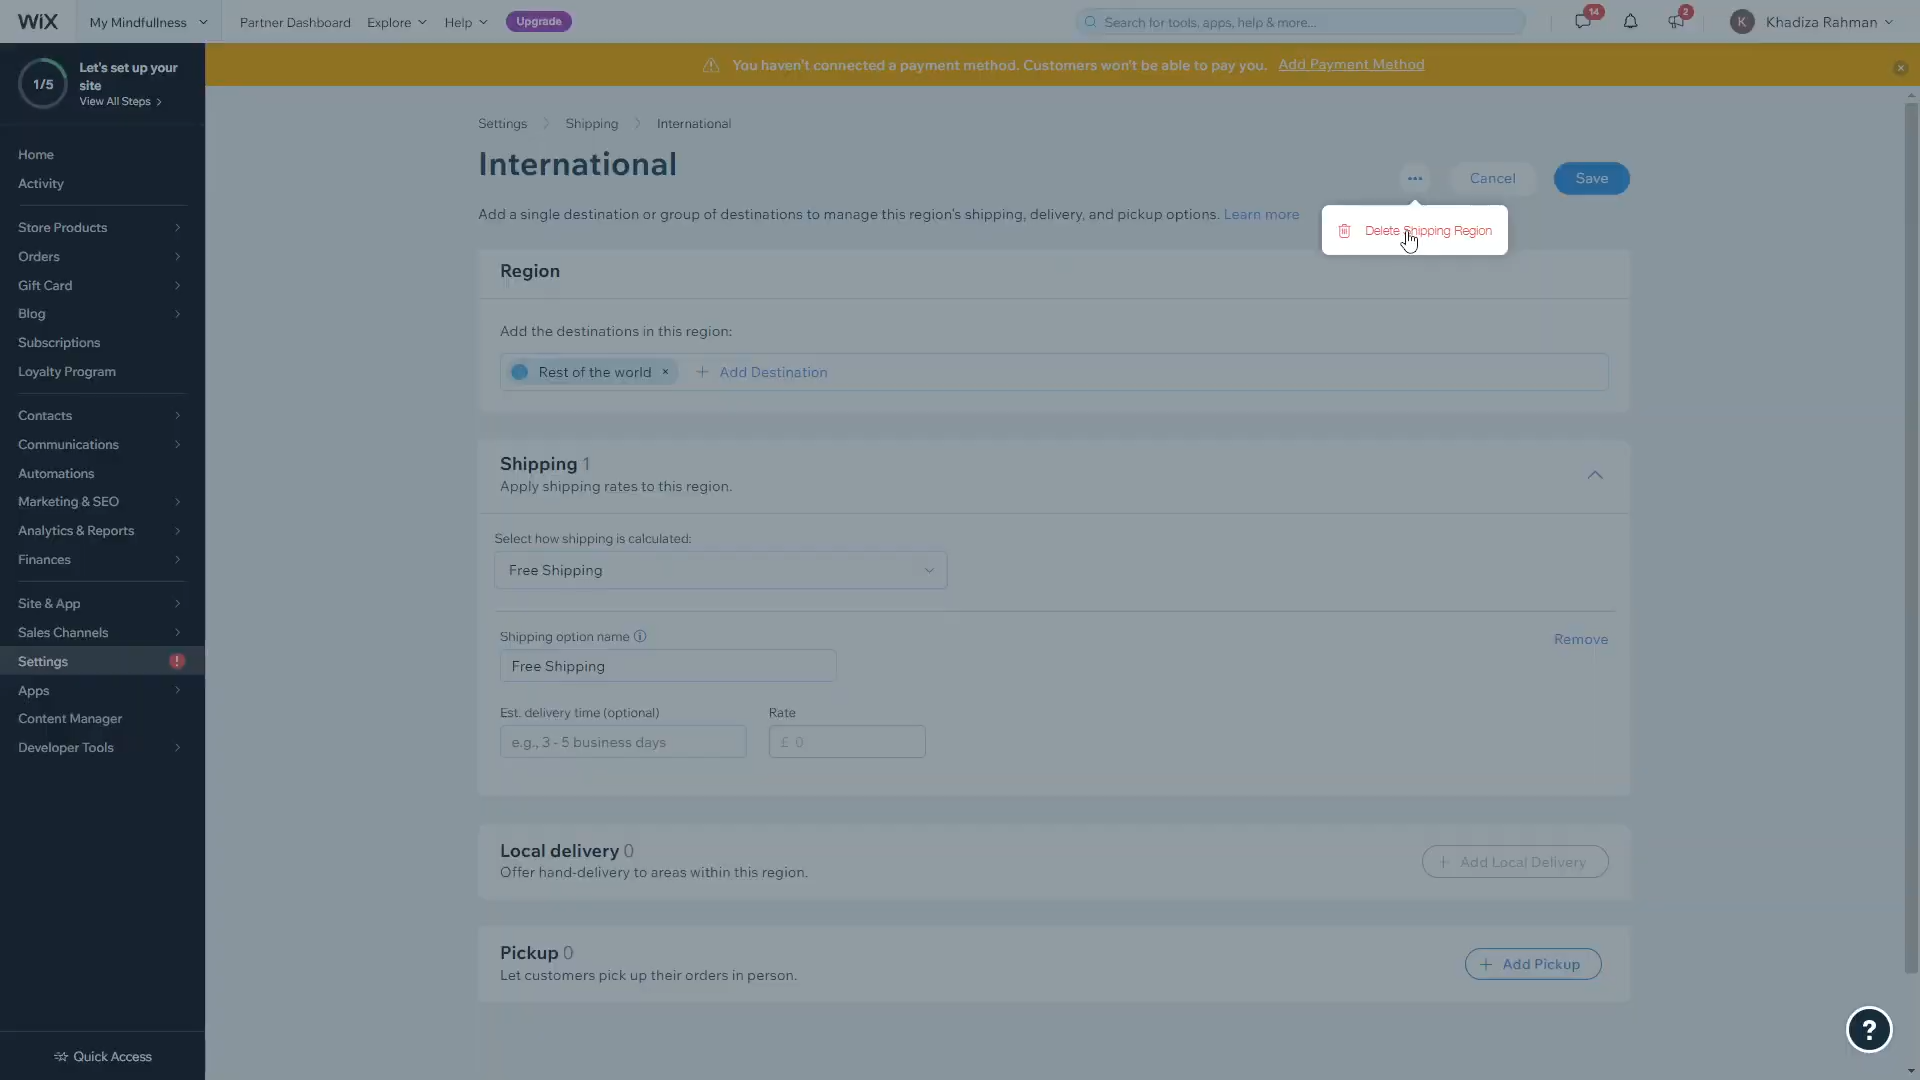 WiX
My Mindfullness
Partner Dashboard
Explore
Help
Upgrade
Search for tools, apps, help & more...
14
2
K
Khadiza Rahman
1/5
Let's set up your
site
View All Steps
You haven't connected a payment method. Customers won't be able to pay you. Add Payment Method
Home
Activity
Store Products
Orders
Gift Card
Blog
Subscriptions
Loyalty Program
Contacts
Communications
Automations
Marketing & SEO
Analytics & Reports
Finances
Site & App
Sales Channels
Settings
!
Apps
Content Manager
Developer Tools
Quick Access
Settings > Shipping > International
International
...
Cancel
Save
Add a single destination or group of destinations to manage this region's shipping, delivery, and pickup options. Learn more
Delete Shipping Region
Region
Add the destinations in this region:
Rest of the world ×
+ Add Destination
Shipping 1
Apply shipping rates to this region.
Select how shipping is calculated:
Free Shipping
Shipping option name
Remove
Free Shipping
Est. delivery time (optional)
Rate
e.g., 3 - 5 business days
£ 0
Local delivery 0
Offer hand-delivery to areas within this region.
+ Add Local Delivery
Pickup 0
Let customers pick up their orders in person.
+ Add Pickup
?